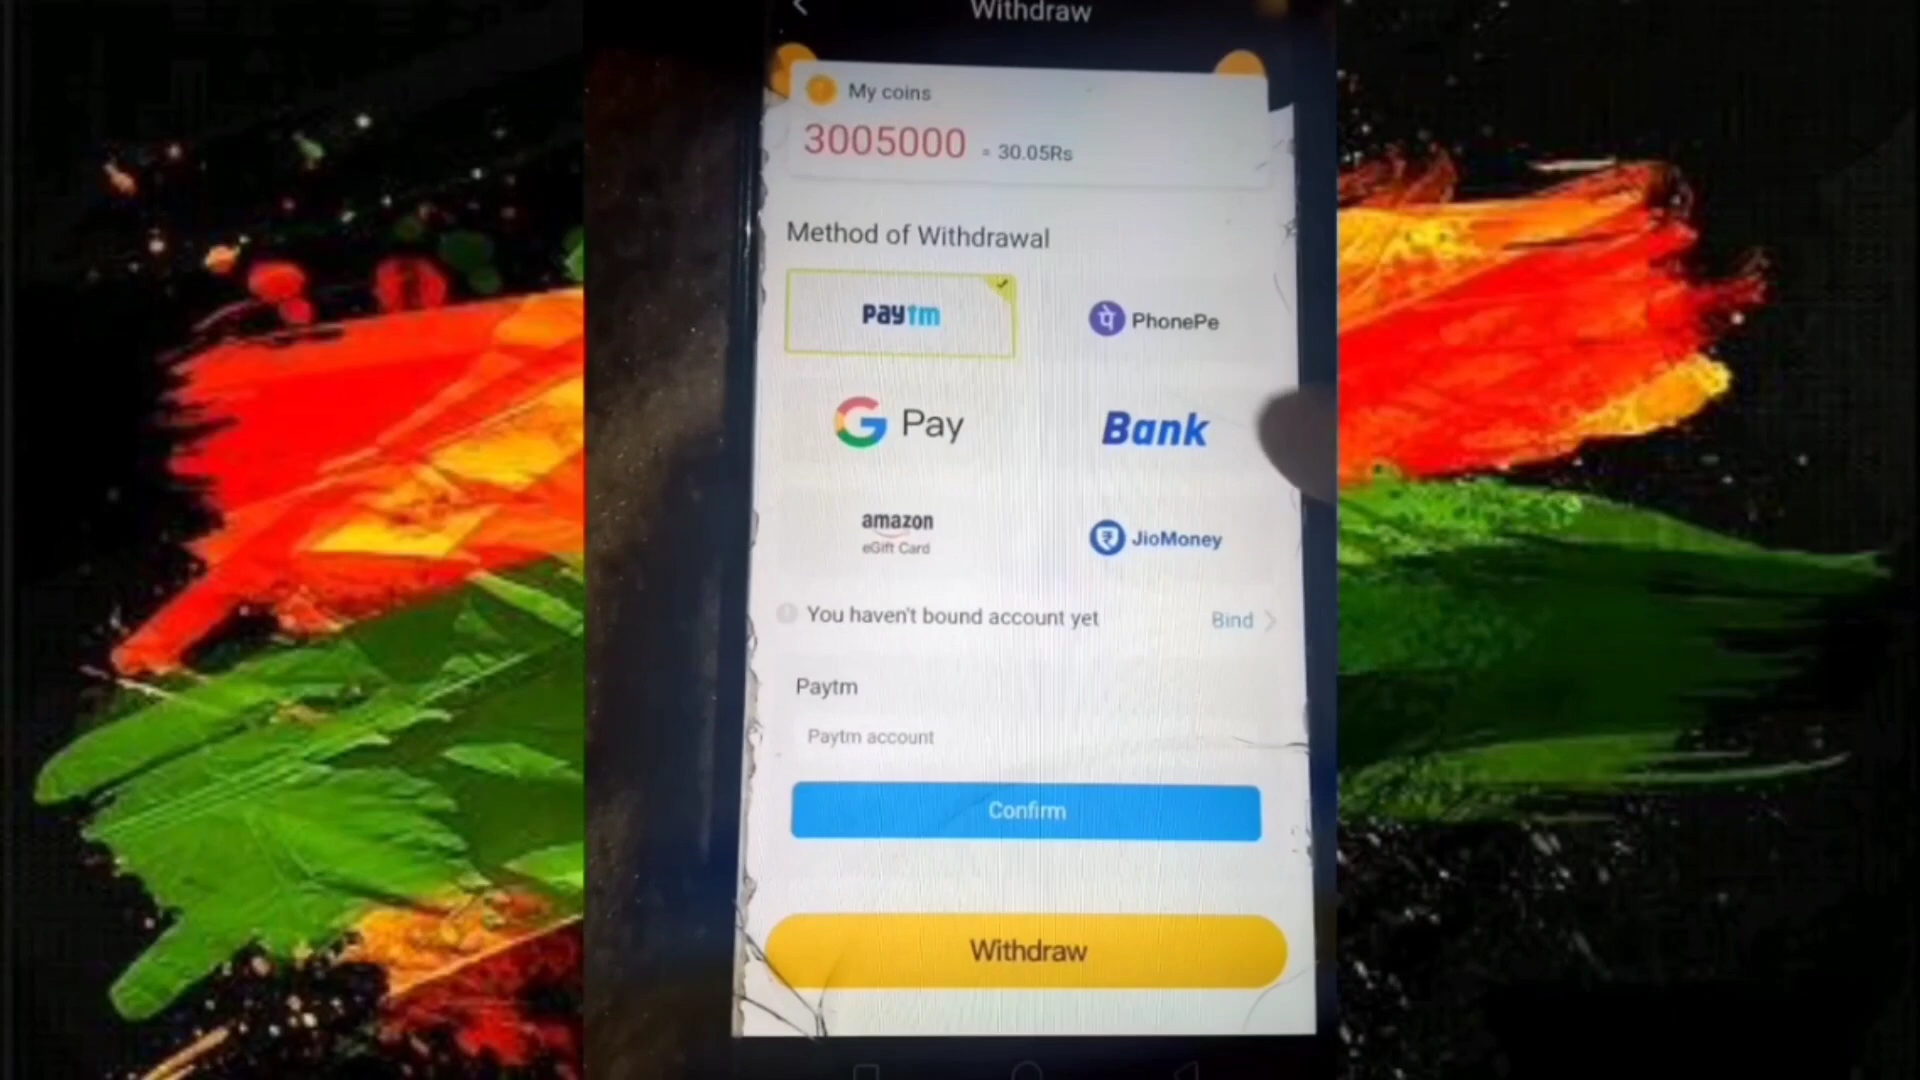 Withdraw
My coins
3005000 = 30.05Rs
Method of Withdrawal
paytm
PhonePe
G Pay
Bank
amazon
eGift Card
JioMoney
You haven't bound account yet
Bind
Paytm
Paytm account
Confirm
Withdraw